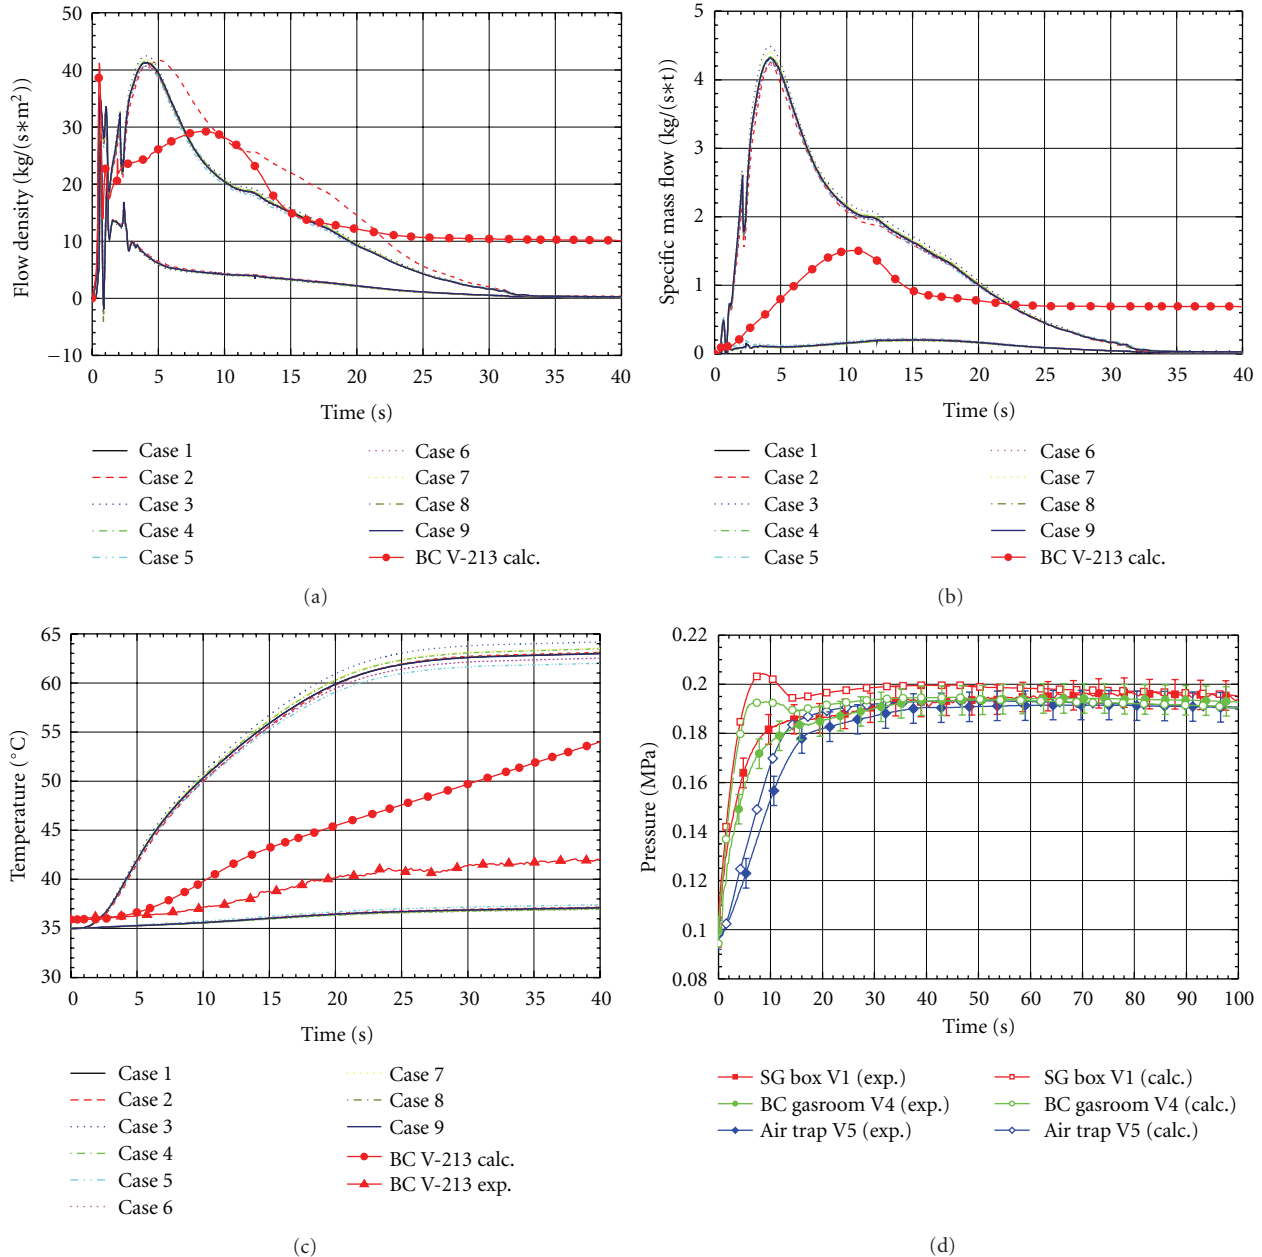 50
40
30
20
10
0
−10
Flow density (kg/(s∗m²))
0 5 10 15 20 25 30 35 40
Time (s)
Case 1
Case 2
Case 3
Case 4
Case 5
Case 6
Case 7
Case 8
Case 9
BC V-213 calc.
(a)
5
4
3
2
1
0
Specific mass flow (kg/(s∗t))
0 5 10 15 20 25 30 35 40
Time (s)
Case 1
Case 2
Case 3
Case 4
Case 5
Case 6
Case 7
Case 8
Case 9
BC V-213 calc.
(b)
65
60
55
50
45
40
35
30
Temperature (°C)
0 5 10 15 20 25 30 35 40
Time (s)
Case 1
Case 2
Case 3
Case 4
Case 5
Case 6
Case 7
Case 8
Case 9
BC V-213 calc.
BC V-213 exp.
(c)
0.22
0.2
0.18
0.16
0.14
0.12
0.1
0.08
Pressure (MPa)
0 10 20 30 40 50 60 70 80 90 100
Time (s)
SG box V1 (exp.)
BC gasroom V4 (exp.)
Air trap V5 (exp.)
SG box V1 (calc.)
BC gasroom V4 (calc.)
Air trap V5 (calc.)
(d)